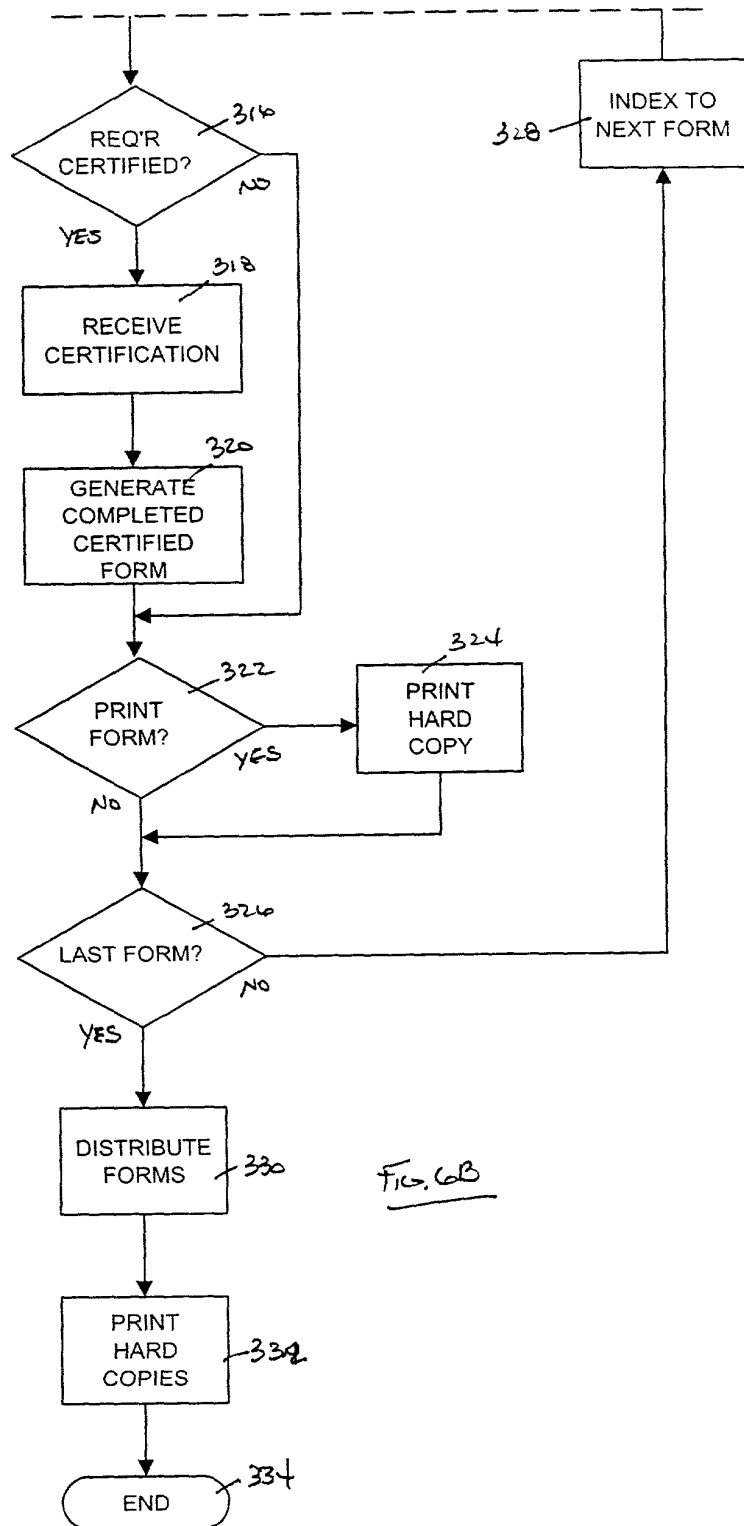 316
REQ'R
CERTIFIED?
NO
YES
318
RECEIVE
CERTIFICATION
320
GENERATE
COMPLETED
CERTIFIED
FORM
322
PRINT
FORM?
YES
NO
324
PRINT
HARD
COPY
326
LAST FORM?
NO
YES
328
INDEX TO
NEXT FORM
DISTRIBUTE
FORMS
330
FIG. 6B
PRINT
HARD
COPIES
332
END
334